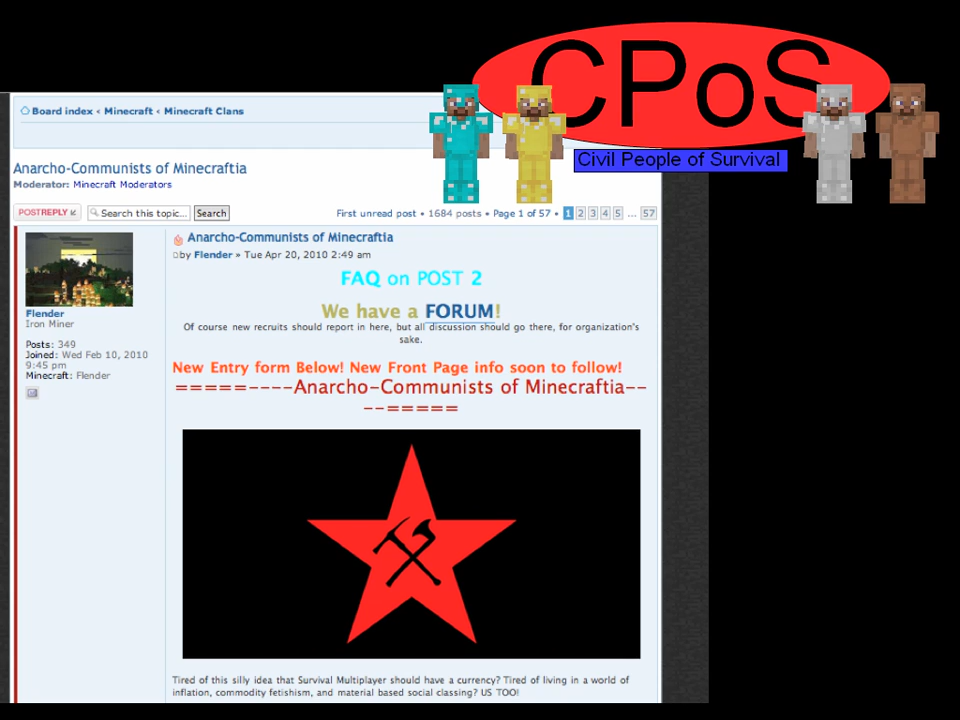 CPoS
Civil People of Survival
Board index ‹ Minecraft ‹ Minecraft Clans
Anarcho-Communists of Minecraftia
Moderator: Minecraft Moderators
POSTREPLY Search this topic... Search First unread post • 1684 posts • Page 1 of 57 • 1 2 3 4 5 ... 57
Anarcho-Communists of Minecraftia
by Flender » Tue Apr 20, 2010 2:49 am
Flender
Iron Miner
Posts: 349
Joined: Wed Feb 10, 2010
9:45 pm
Minecraft: Flender
FAQ on POST 2
We have a FORUM!
Of course new recruits should report in here, but all discussion should go there, for organization's
sake.
New Entry form Below! New Front Page info soon to follow!
=====----Anarcho-Communists of Minecraftia--
--=====
Tired of this silly idea that Survival Multiplayer should have a currency? Tired of living in a world of
inflation, commodity fetishism, and material based social classing? US TOO!